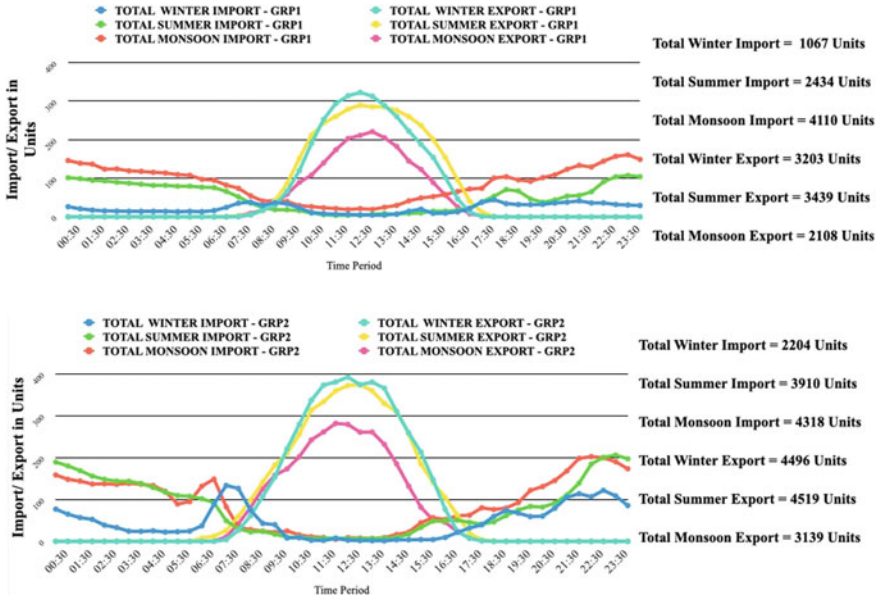 TOTAL WINTER IMPORT - GRP1
TOTAL WINTER EXPORT - GRP1
TOTAL SUMMER IMPORT - GRP1
TOTAL SUMMER EXPORT - GRP1
TOTAL MONSOON IMPORT - GRP1
TOTAL MONSOON EXPORT - GRP1
Total Winter Import = 1067 Units
Total Summer Import = 2434 Units
Total Monsoon Import = 4110 Units
Total Winter Export = 3203 Units
Total Summer Export = 3439 Units
Total Monsoon Export = 2108 Units
Import/ Export in
Units
400
300
200
100
0
00:30 01:30 02:30 03:30 04:30 05:30 06:30 07:30 08:30 09:30 10:30 11:30 12:30 13:30 14:30 15:30 16:30 17:30 18:30 19:30 20:30 21:30 22:30 23:30
Time Period
TOTAL WINTER IMPORT - GRP2
TOTAL WINTER EXPORT - GRP2
TOTAL SUMMER IMPORT - GRP2
TOTAL SUMMER EXPORT - GRP2
TOTAL MONSOON IMPORT - GRP2
TOTAL MONSOON EXPORT - GRP2
Total Winter Import = 2204 Units
Total Summer Import = 3910 Units
Total Monsoon Import = 4318 Units
Total Winter Export = 4496 Units
Total Summer Export = 4519 Units
Total Monsoon Export = 3139 Units
Import/ Export in Units
400
300
200
100
0
00:30 01:30 02:30 03:30 04:30 05:30 06:30 07:30 08:30 09:30 10:30 11:30 12:30 13:30 14:30 15:30 16:30 17:30 18:30 19:30 20:30 21:30 22:30 23:30
Time Period